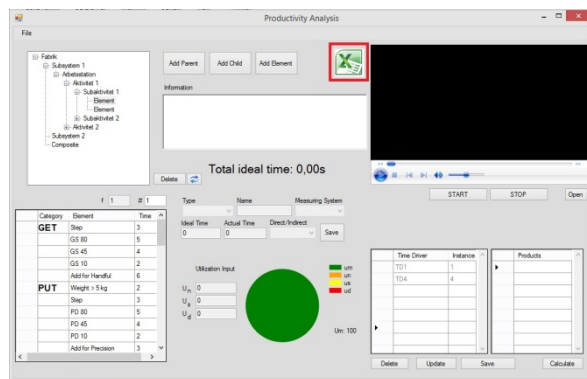 Productivity Analysis
File
Fabrik
Subsystem 1
Arbetsstation
Aktivitet 1
Subaktivitet 1
Element
Element
Subaktivitet 2
Aktivitet 2
Subsystem 2
Composite
Add Parent Add Child Add Element
Information
Delete
Total ideal time: 0,00s
START STOP Open
f 1 # 1
Type Name Measuring System
Ideal Time Actual Time Direct/Indirect
0 0 Save
Category Element Time
GET Step 3
GS 80 5
GS 45 4
GS 10 2
Add for Handful 6
PUT Weight > 5 kg 2
Step 3
PD 80 5
PD 45 4
PD 10 2
Add for Precision 3
Utilization Input
Un 0
Us 0
Ud 0
um
un
us
ud
Um: 100
Time Driver Instance
TD1 1
TD4 4
Products
Delete Update Save Calculate